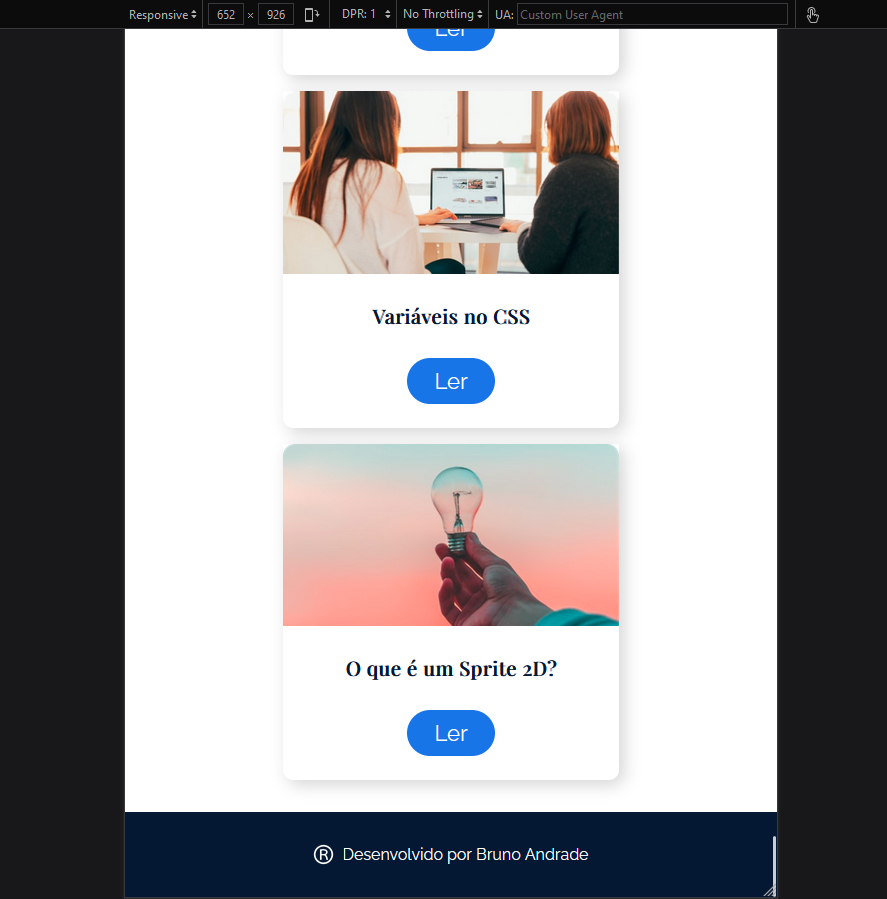 Responsive 652 × 926 DPR: 1 No Throttling UA: Custom User Agent
Ler
Variáveis no CSS
Ler
O que é um Sprite 2D?
Ler
® Desenvolvido por Bruno Andrade